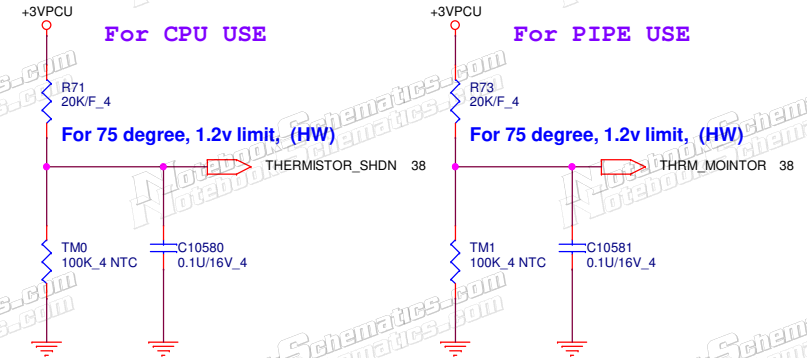 +3VPCU
For CPU USE
R71
20K/F_4
For 75 degree, 1.2v limit, (HW)
THERMISTOR_SHDN 38
TM0
100K_4 NTC
C10580
0.1U/16V_4
+3VPCU
For PIPE USE
R73
20K/F_4
For 75 degree, 1.2v limit, (HW)
THRM_MOINTOR 38
TM1
100K_4 NTC
C10581
0.1U/16V_4